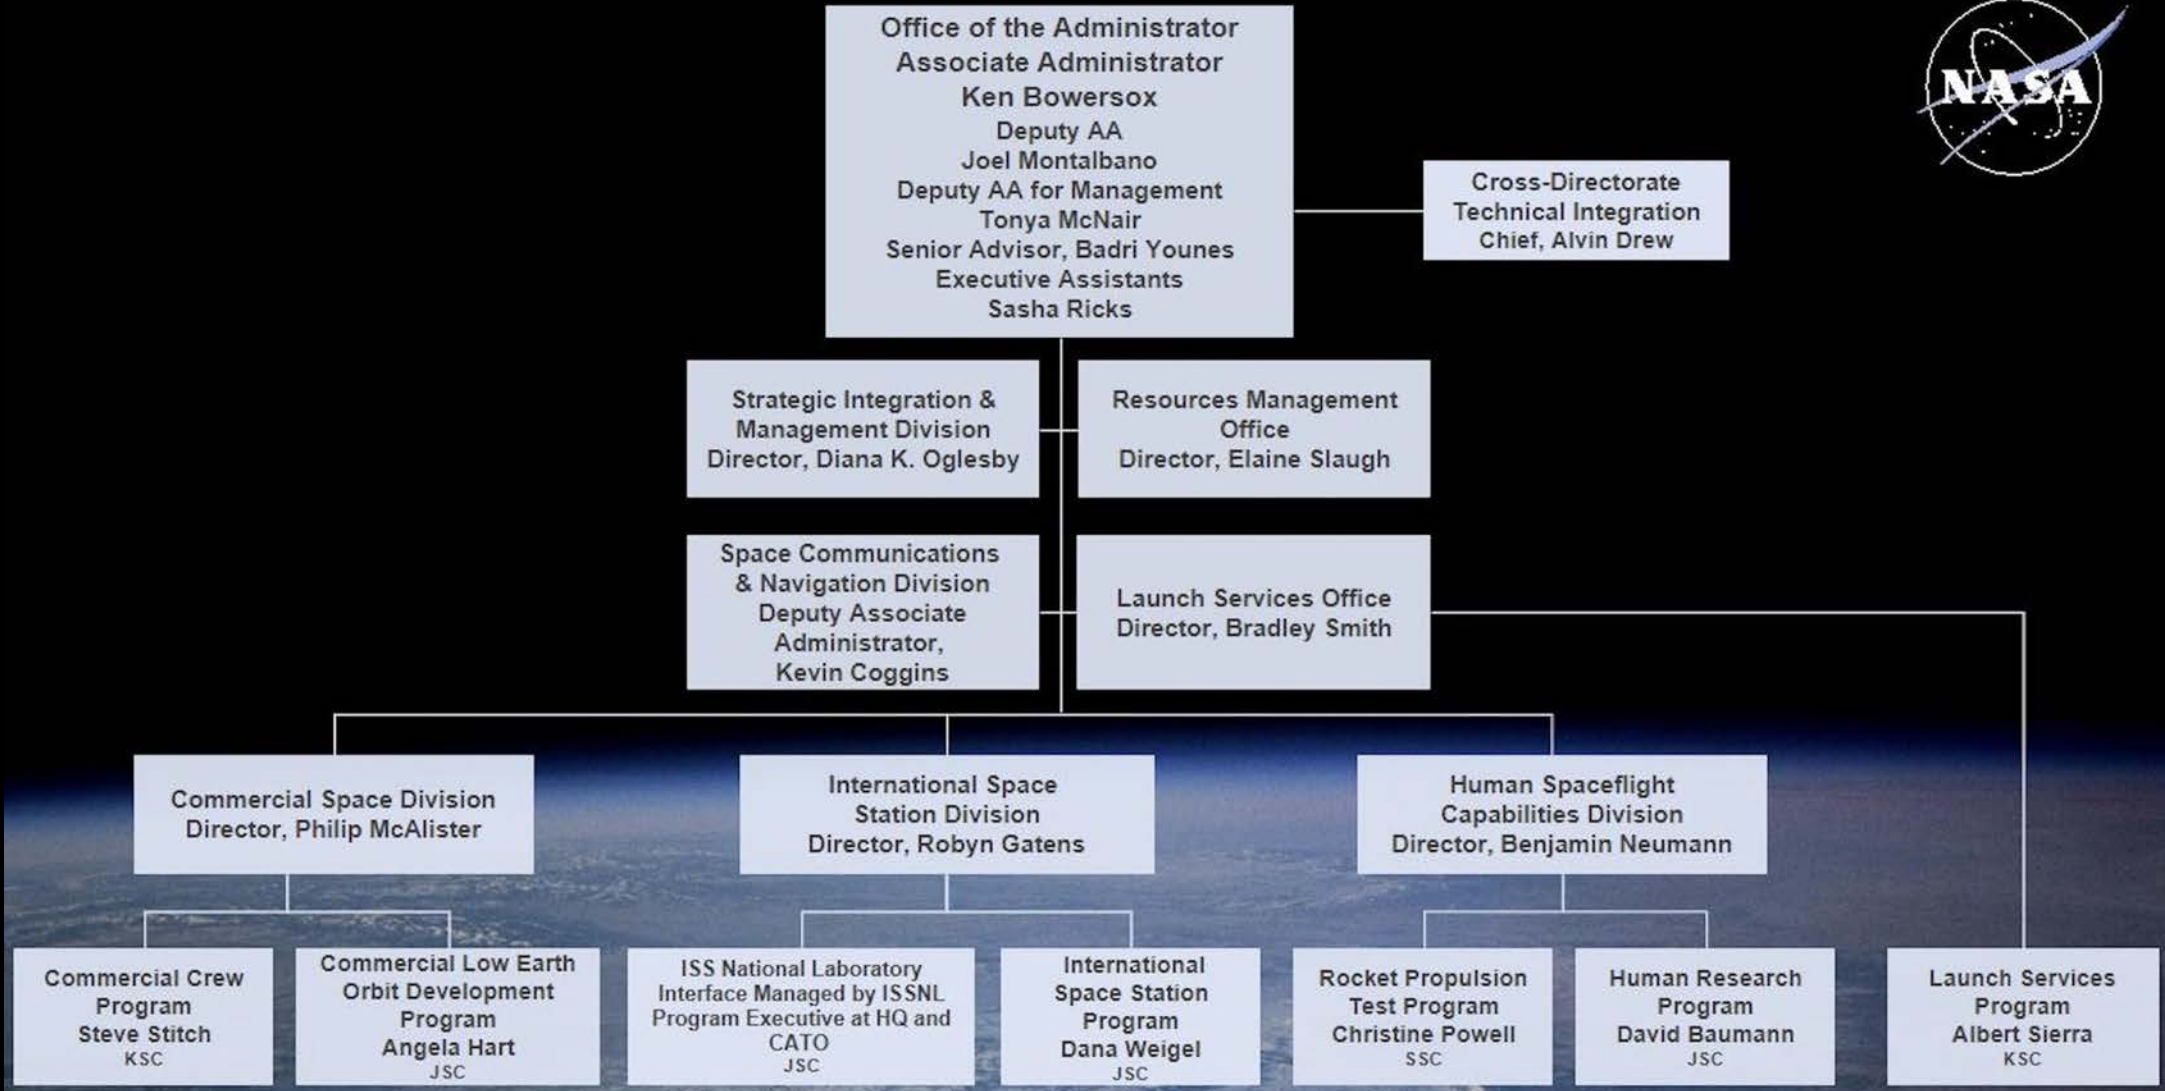 Office of the Administrator
Associate Administrator
Ken Bowersox
Deputy AA
Joel Montalbano
Deputy AA for Management
Tonya McNair
Senior Advisor, Badri Younes
Executive Assistants
Sasha Ricks
NASA
Cross-Directorate
Technical Integration
Chief, Alvin Drew
Strategic Integration &
Management Division
Director, Diana K. Oglesby
Resources Management
Office
Director, Elaine Slaugh
Space Communications
& Navigation Division
Deputy Associate
Administrator,
Kevin Coggins
Launch Services Office
Director, Bradley Smith
Commercial Space Division
Director, Philip McAlister
International Space
Station Division
Director, Robyn Gatens
Human Spaceflight
Capabilities Division
Director, Benjamin Neumann
Commercial Crew
Program
Steve Stitch
KSC
Commercial Low Earth
Orbit Development
Program
Angela Hart
JSC
ISS National Laboratory
Interface Managed by ISSNL
Program Executive at HQ and
CATO
JSC
International
Space Station
Program
Dana Weigel
JSC
Rocket Propulsion
Test Program
Christine Powell
SSC
Human Research
Program
David Baumann
JSC
Launch Services
Program
Albert Sierra
KSC